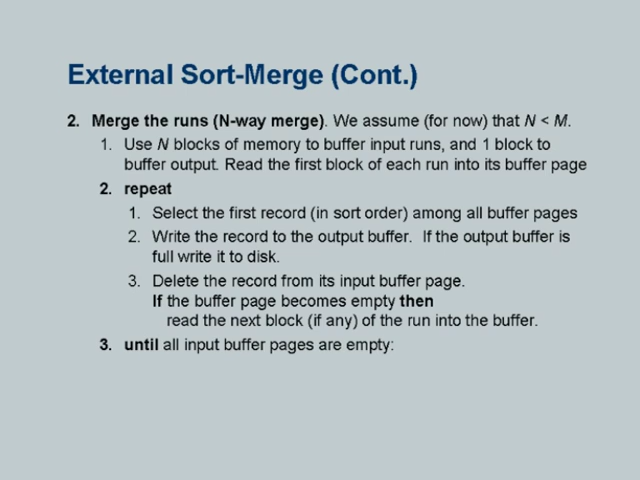 External Sort-Merge (Cont.)
2. Merge the runs (N-way merge). We assume (for now) that N < M.
1. Use N blocks of memory to buffer input runs, and 1 block to
buffer output. Read the first block of each run into its buffer page
2. repeat
1. Select the first record (in sort order) among all buffer pages
2. Write the record to the output buffer. If the output buffer is
full write it to disk.
3. Delete the record from its input buffer page.
If the buffer page becomes empty then
read the next block (if any) of the run into the buffer.
3. until all input buffer pages are empty: